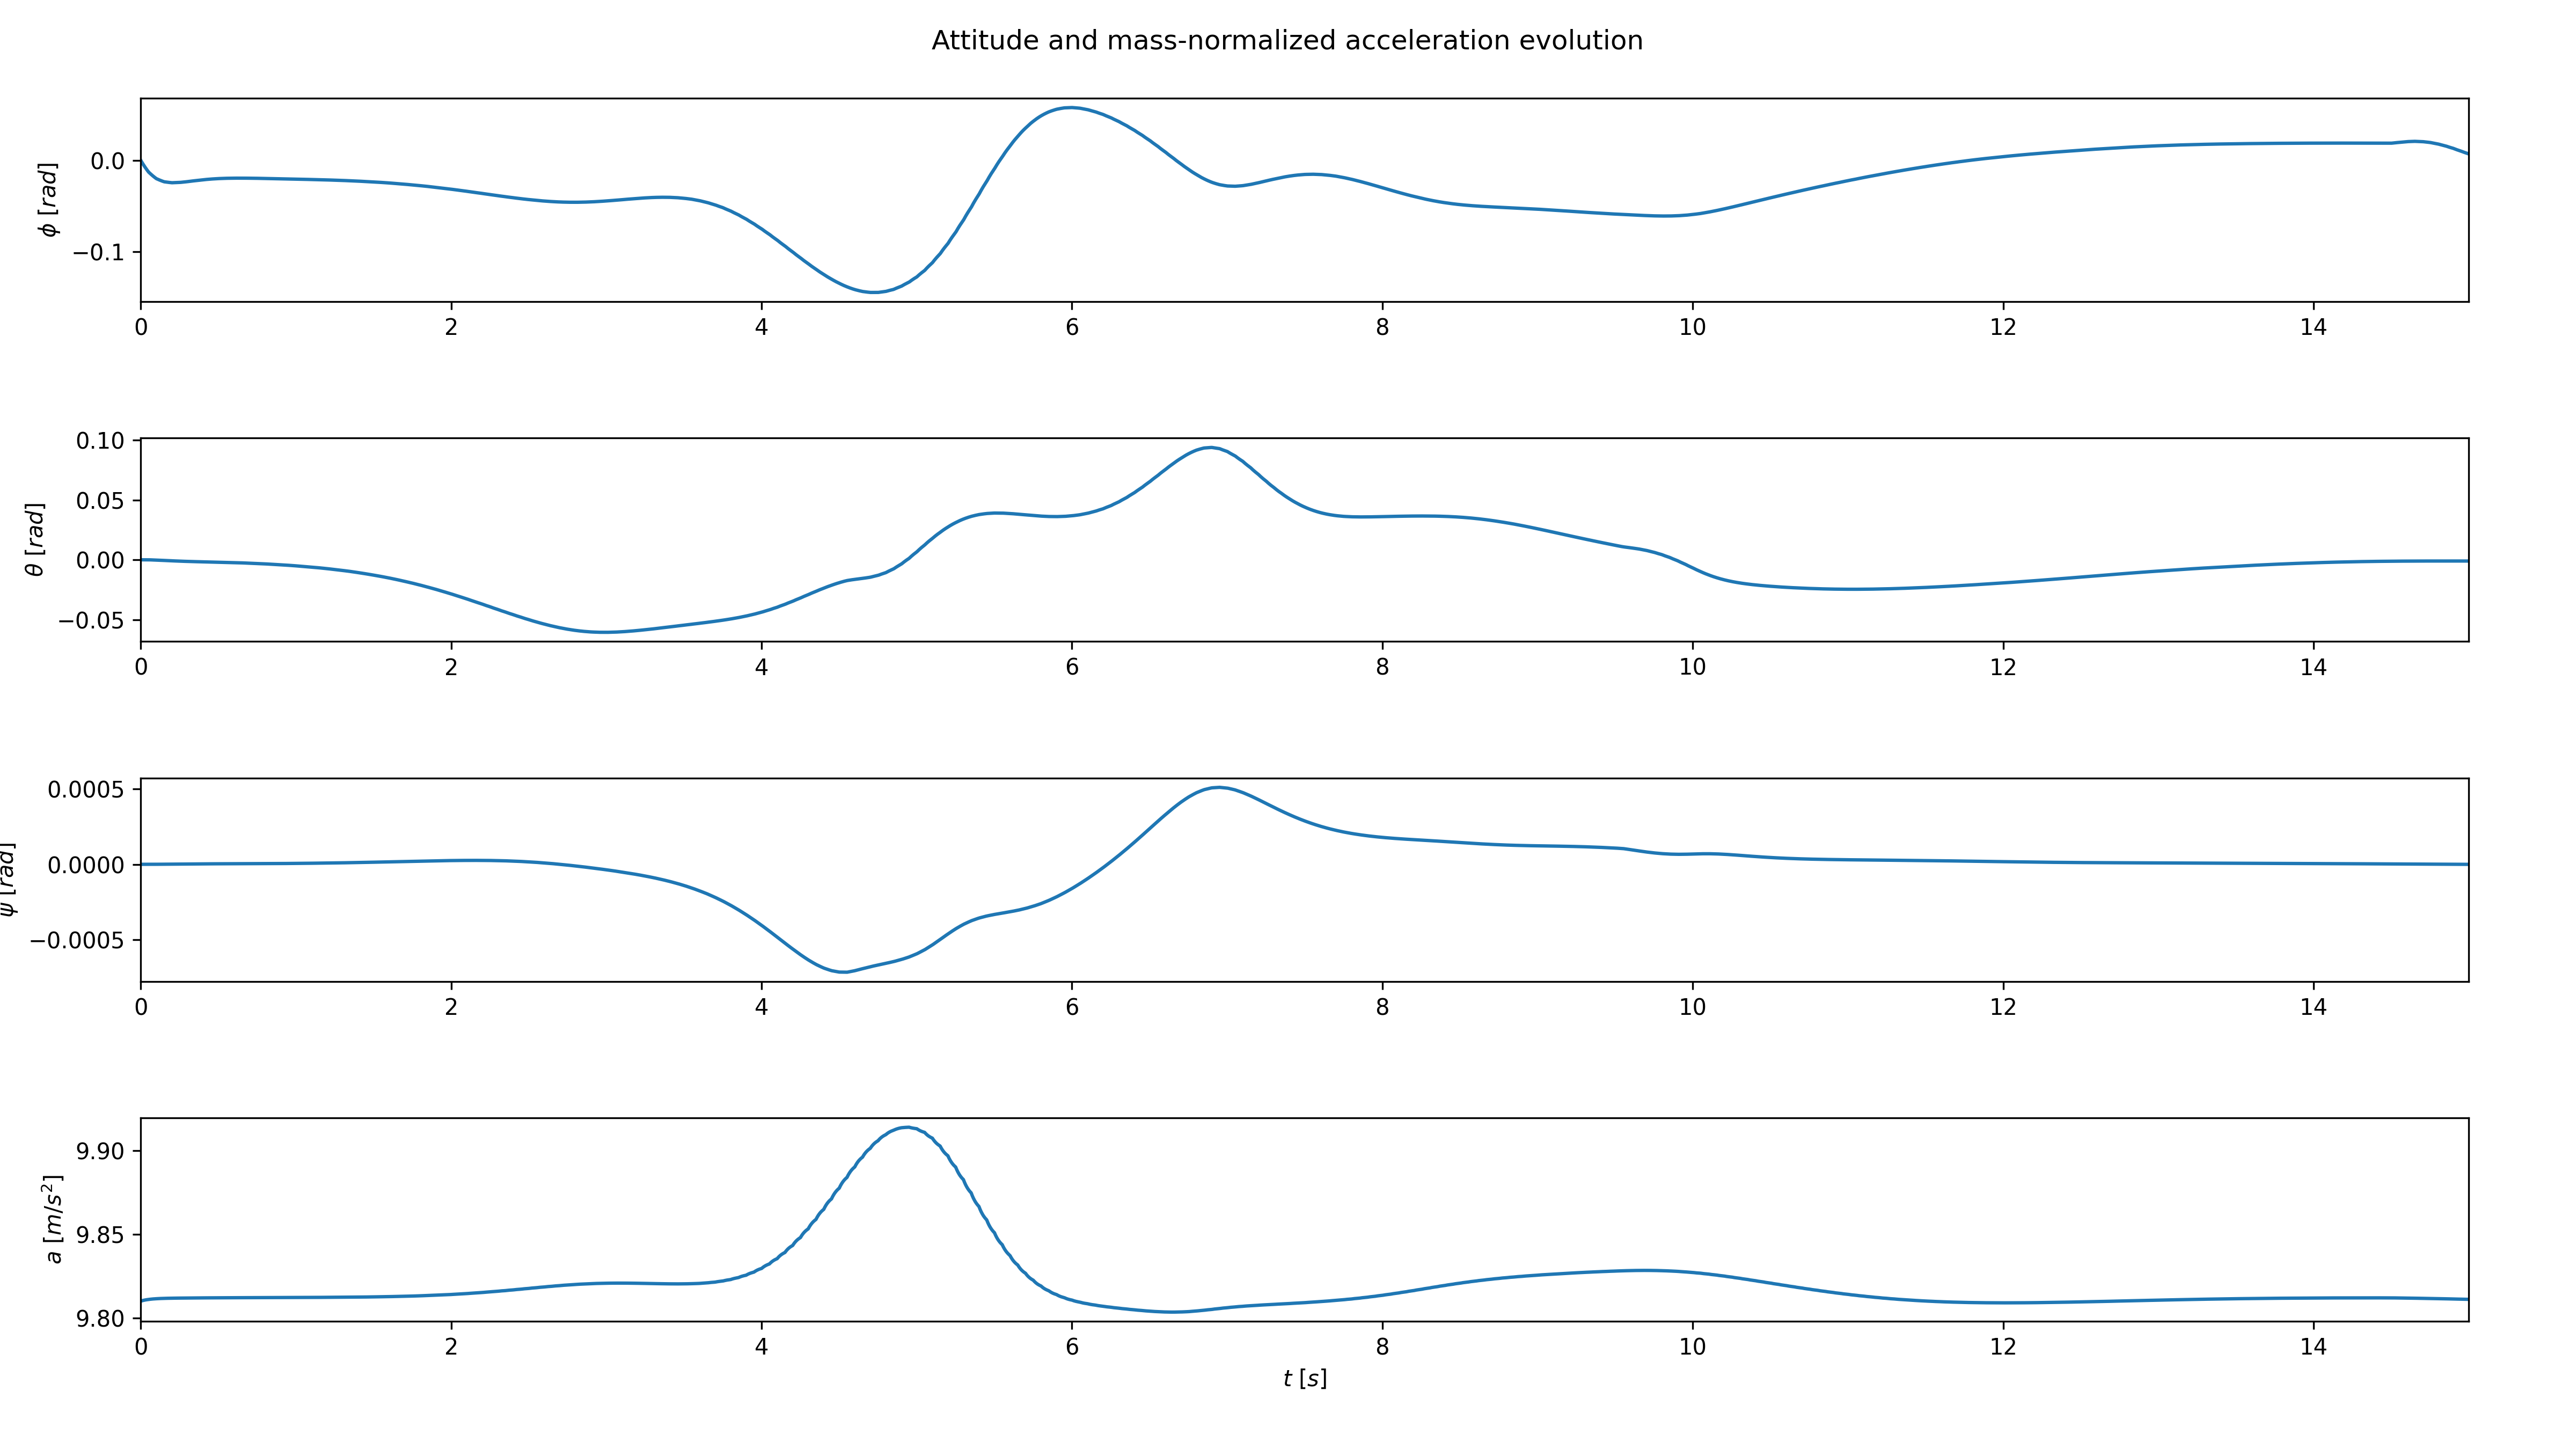 Attitude and mass-normalized acceleration evolution
0.0
−0.1
ϕ [rad]
0 2 4 6 8 10 12 14
0.10
0.05
0.00
−0.05
θ [rad]
0 2 4 6 8 10 12 14
0.0005
0.0000
−0.0005
ψ [rad]
0 2 4 6 8 10 12 14
9.90
9.85
9.80
a [m/s²]
0 2 4 6 8 10 12 14
t [s]